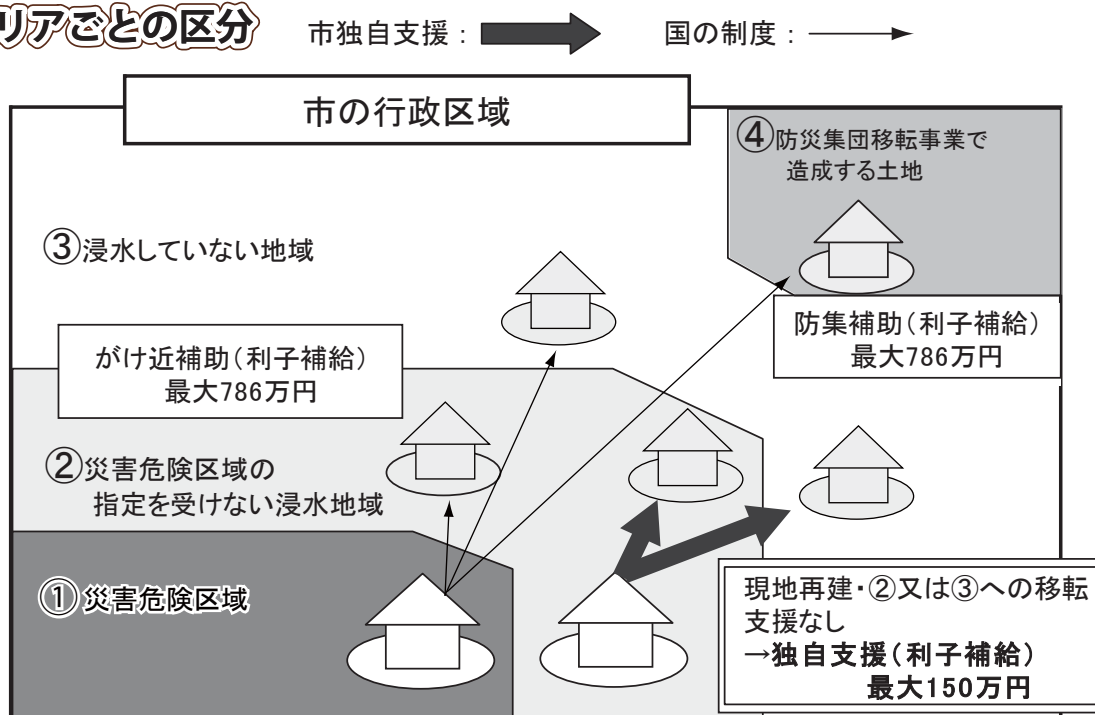 リアごとの区分
市独自支援：
国の制度：
市の行政区域
④防災集団移転事業で
造成する土地
③浸水していない地域
防集補助（利子補給）
最大786万円
がけ近補助（利子補給）
最大786万円
②災害危険区域の
指定を受けない浸水地域
①災害危険区域
現地再建・②又は③への移転
支援なし
→独自支援（利子補給）
最大150万円